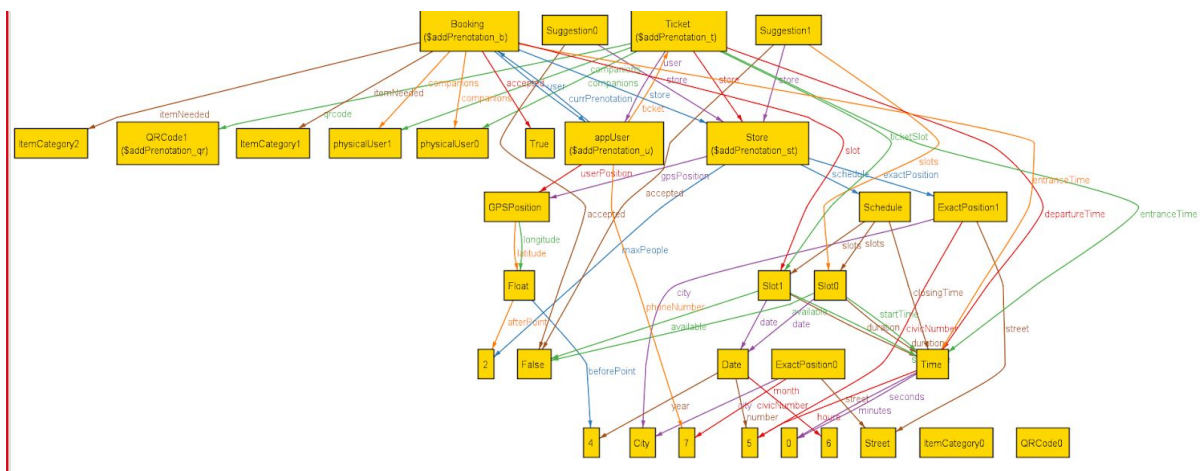 Booking
($addPrenotation_b)
Suggestion0
Ticket
($addPrenotation_t)
Suggestion1
companions
user
accepted
companions
store
store
store
companions
companions
user
store
itemNeeded
currPrenotation
ticket
itemNeeded
qrcode
ItemCategory2
QRCode1
($addPrenotation_qr)
ItemCategory1
physicalUser1
physicalUser0
True
appUser
($addPrenotation_u)
Store
($addPrenotation_st)
ticketSlot
slot
slots
userPosition
gpsPosition
schedule
exactPosition
entranceTime
accepted
GPSPosition
Schedule
ExactPosition1
accepted
departureTime
entranceTime
longitude
latitude
maxPeople
slots
slots
Float
Slot1
Slot0
city
closingTime
phoneNumber
available
startTime
afterPoint
available
date
date
duration
civicNumber
duration
street
2
False
Date
ExactPosition0
Time
beforePoint
month
street
seconds
year
city
civicNumber
minutes
number
hours
4
City
7
5
0
6
Street
ItemCategory0
QRCode0